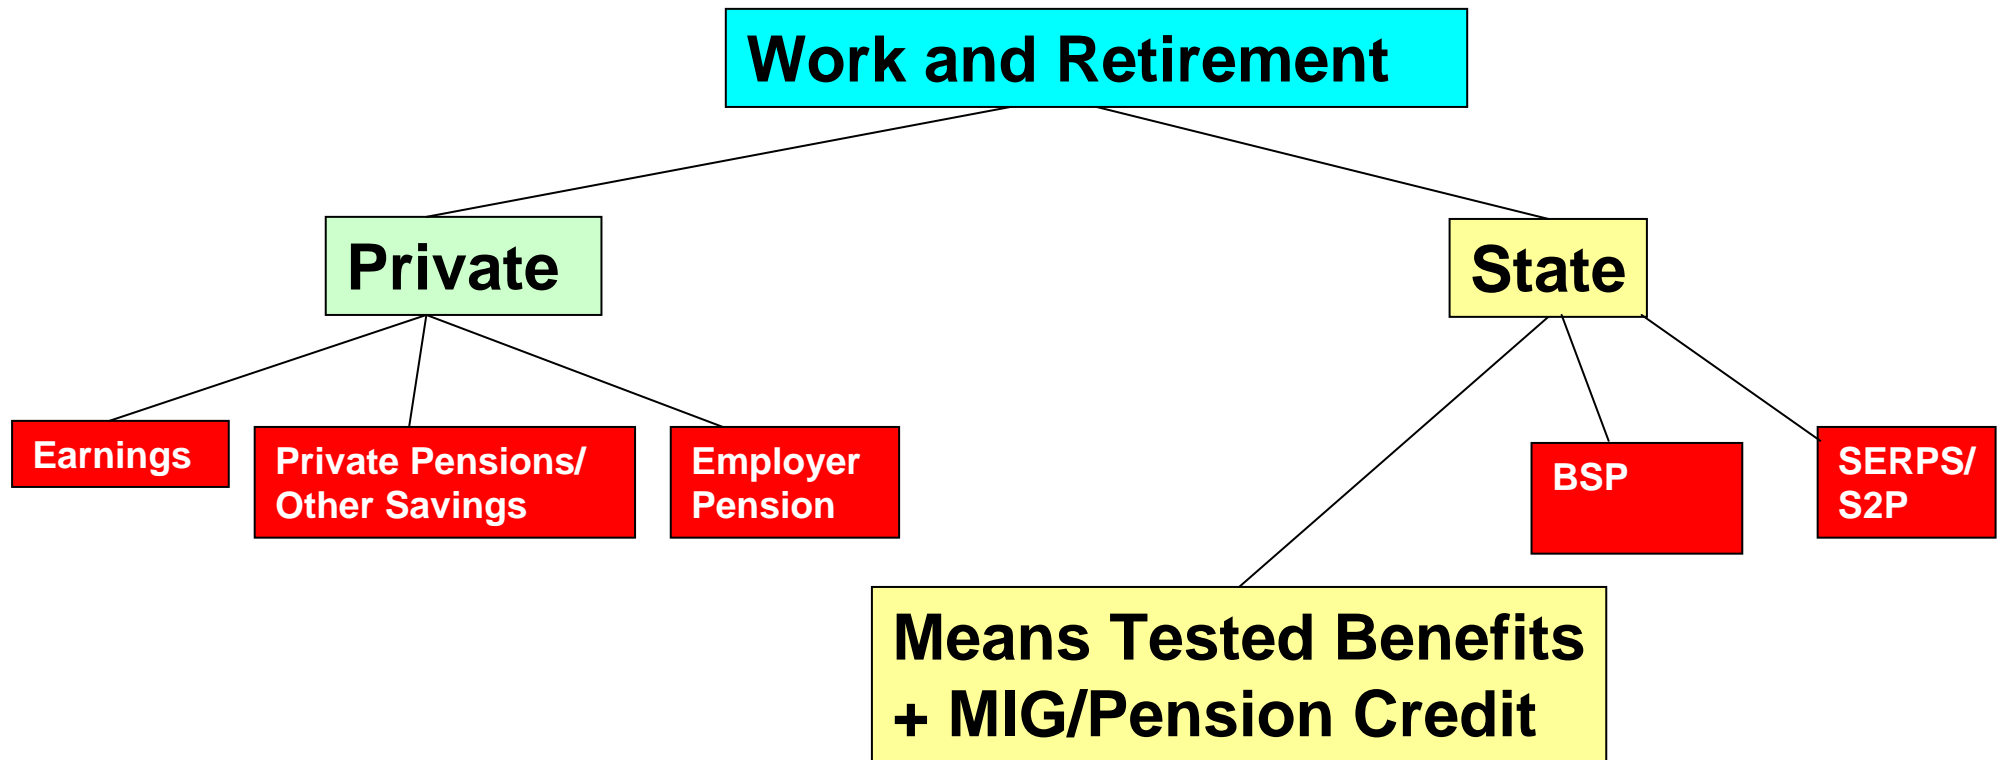 Work and Retirement
Private
State
Earnings
Private Pensions/
Other Savings
Employer
Pension
BSP
SERPS/
S2P
Means Tested Benefits
+ MIG/Pension Credit